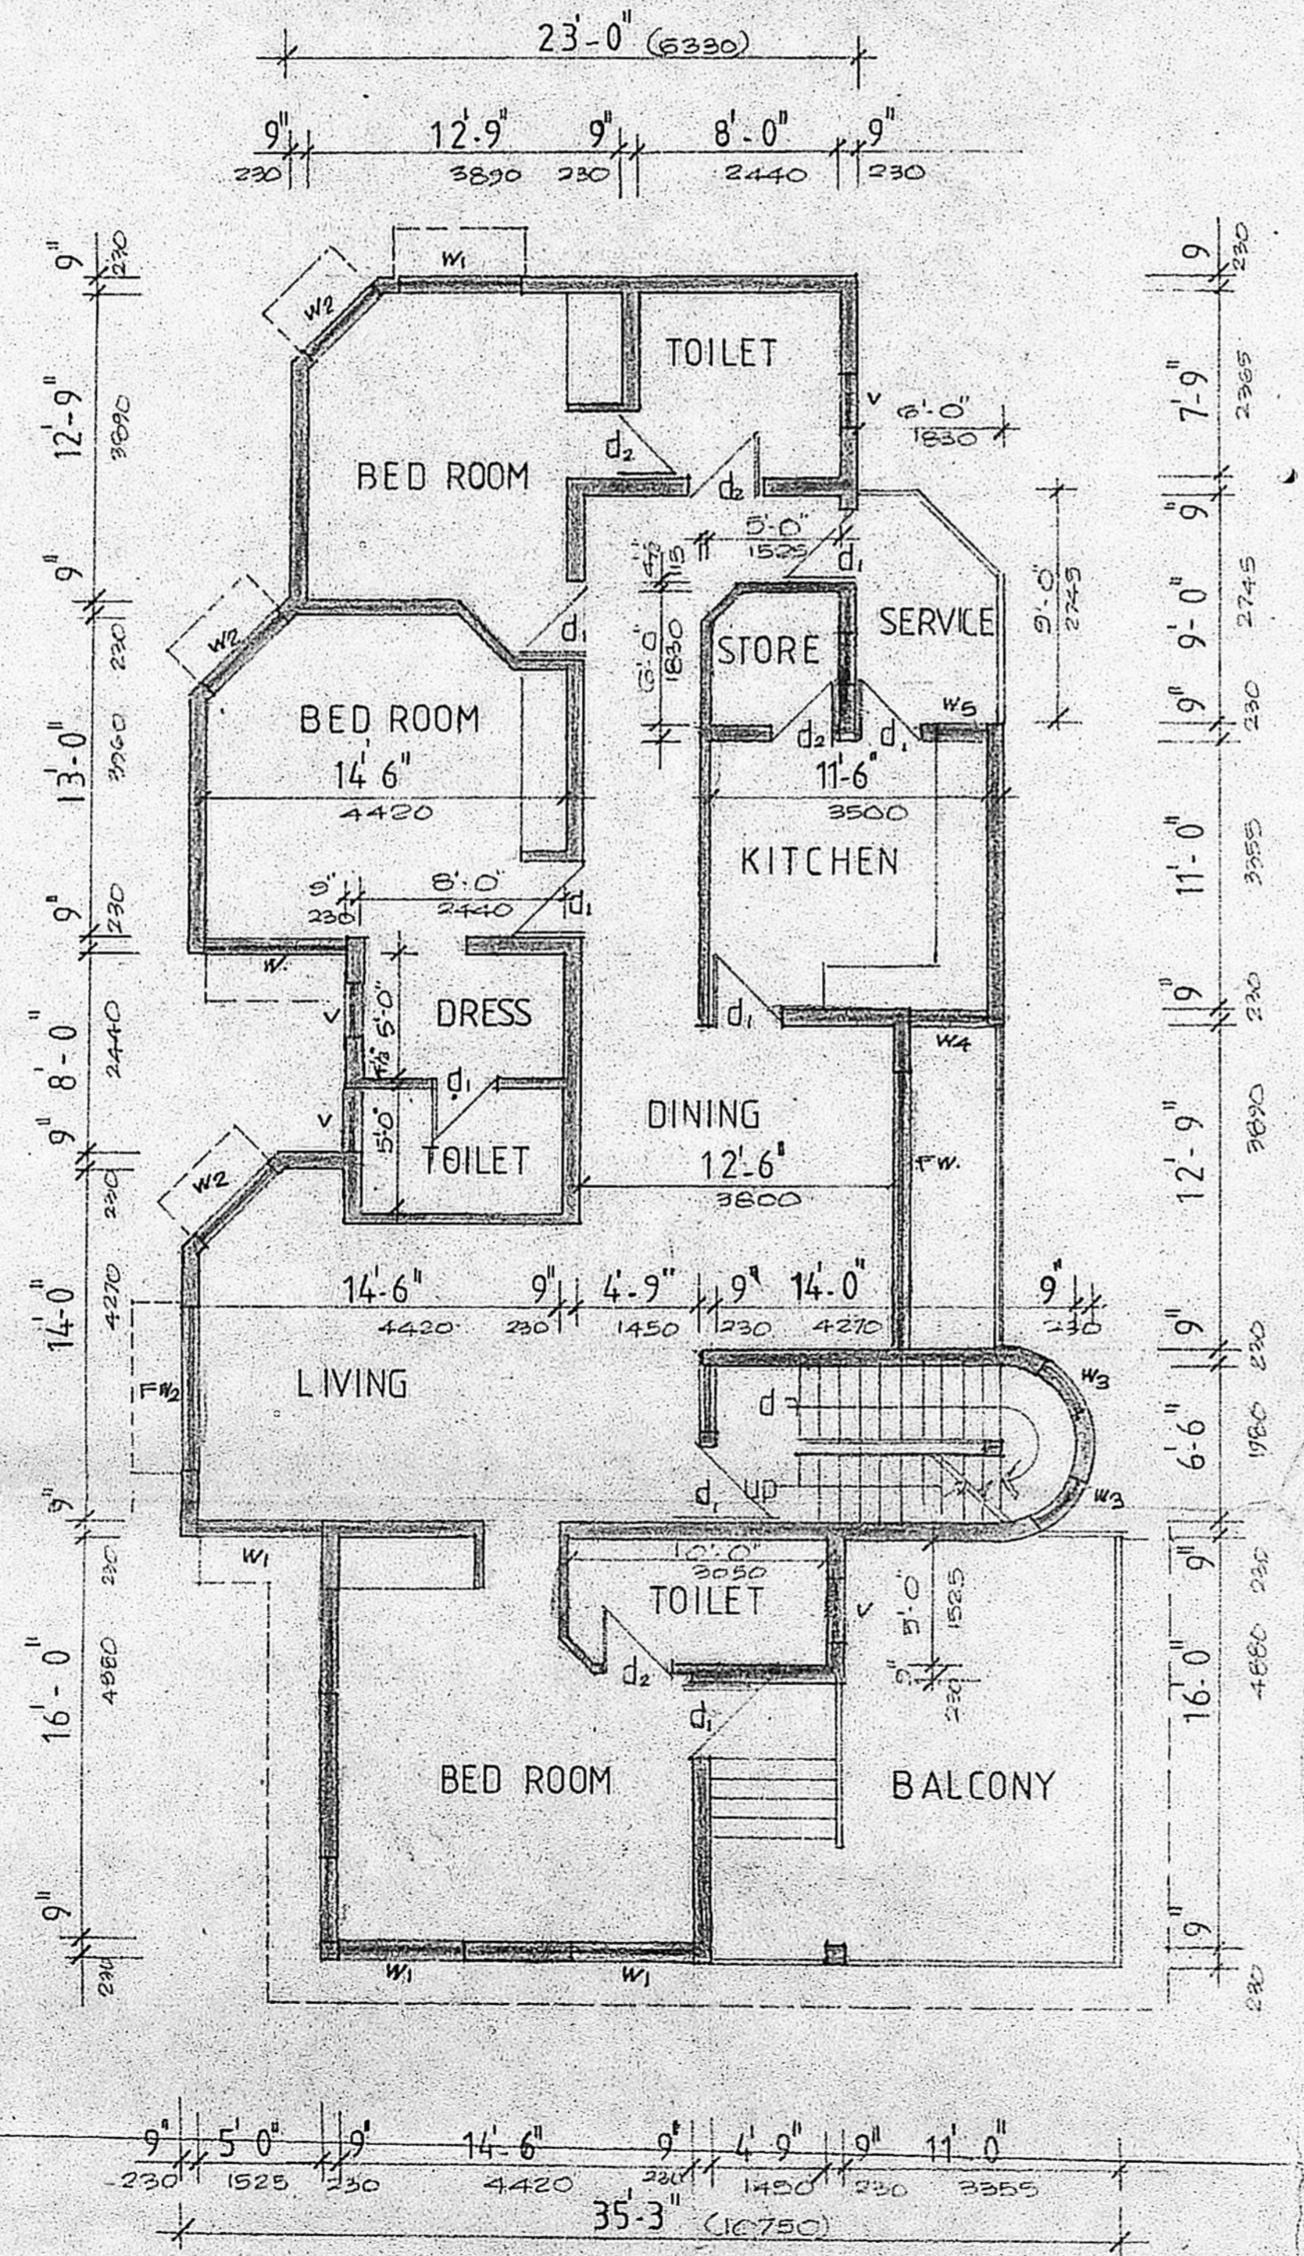 23'-0" (6330)
9" 12'-9" 9" 8'-0" 9"
230 3890 230 2440 230
9" 230
W1
W2
9 230
TOILET
12'-9" 3890
7'-9" 2365
V
6'-0"
1830
d2
BED ROOM
d2
9"
5'-0"
1525
d1
9"
9'-0" 2745
9'-0" 2745
230
W2
d1
6'-0" 1830
STORE
SERVICE
BED ROOM
W5
9" 230
d2 d1
13'-0" 3960
14'6"
4420
11'-6"
3500
KITCHEN
11'-0" 3355
9" 230
9"
230
8'-0"
2440
d1
W.
9" 230
DRESS
5'-0"
V
d1
W4
8'-0" 2440
4½"
d1
DINING
12'-9" 3890
V
5'-0"
TOILET
12'-6"
3800
FW.
9" 230
W2
14'-6" 9" 4'-9" 9" 14'-0" 9"
4420 230 1450 230 4270 230
14'-0" 4270
9" 230
LIVING
FW2
W3
d
6'-6" 1980
up
d1
W3
9" 230
W1
10'-0"
3050
9" 230
TOILET
V
5'-0" 1525
d2
9" 230
16'-0" 4880
16'-0" 4880
d1
BED ROOM
BALCONY
9" 230
9" 230
W1 W1
9" 5'-0" 9" 14'-6" 9" 4'-9" 9" 11'-0"
230 1525 230 4420 230 1450 230 3355
35'-3" (10750)